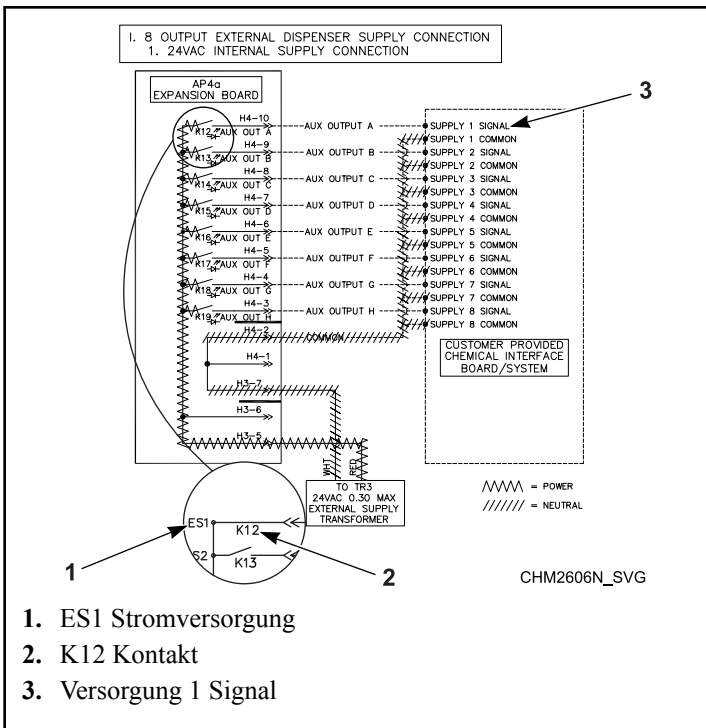 I. 8 OUTPUT EXTERNAL DISPENSER SUPPLY CONNECTION
1. 24VAC INTERNAL SUPPLY CONNECTION
AP4a
EXPANSION BOARD
3
H4-10
K12 AUX OUT A
AUX OUTPUT A
SUPPLY 1 SIGNAL
SUPPLY 1 COMMON
H4-9
K13 AUX OUT B
AUX OUTPUT B
SUPPLY 2 SIGNAL
SUPPLY 2 COMMON
H4-8
K14 AUX OUT C
AUX OUTPUT C
SUPPLY 3 SIGNAL
SUPPLY 3 COMMON
H4-7
K15 AUX OUT D
AUX OUTPUT D
SUPPLY 4 SIGNAL
SUPPLY 4 COMMON
H4-6
K16 AUX OUT E
AUX OUTPUT E
SUPPLY 5 SIGNAL
SUPPLY 5 COMMON
H4-5
K17 AUX OUT F
AUX OUTPUT F
SUPPLY 6 SIGNAL
SUPPLY 6 COMMON
H4-4
K18 AUX OUT G
AUX OUTPUT G
SUPPLY 7 SIGNAL
SUPPLY 7 COMMON
H4-3
K19 AUX OUT H
AUX OUTPUT H
SUPPLY 8 SIGNAL
SUPPLY 8 COMMON
H4-2
COMMON
CUSTOMER PROVIDED
CHEMICAL INTERFACE
BOARD/SYSTEM
H4-1
H3-7
H3-6
H3-5
WHT
RED
TO TR3
24VAC 0.30 MAX
EXTERNAL SUPPLY
TRANSFORMER
= POWER
= NEUTRAL
ES1
K12
S2
K13
1
2
CHM2606N_SVG
1. ES1 Stromversorgung
2. K12 Kontakt
3. Versorgung 1 Signal